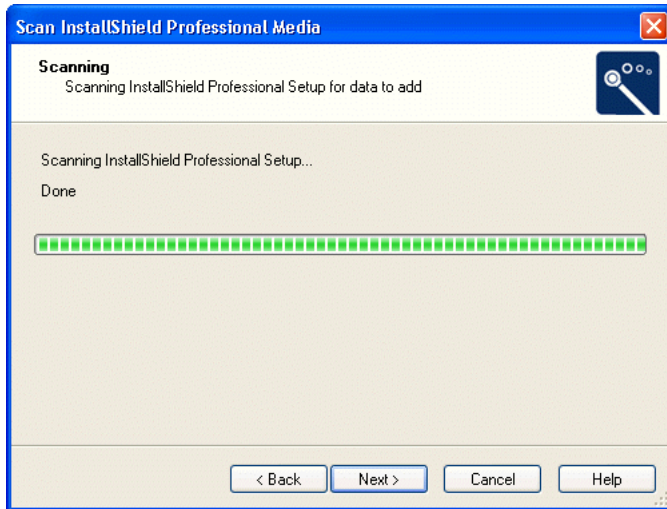 Scan InstallShield Professional Media
Scanning
Scanning InstallShield Professional Setup for data to add
Scanning InstallShield Professional Setup...
Done
< Back
Next >
Cancel
Help